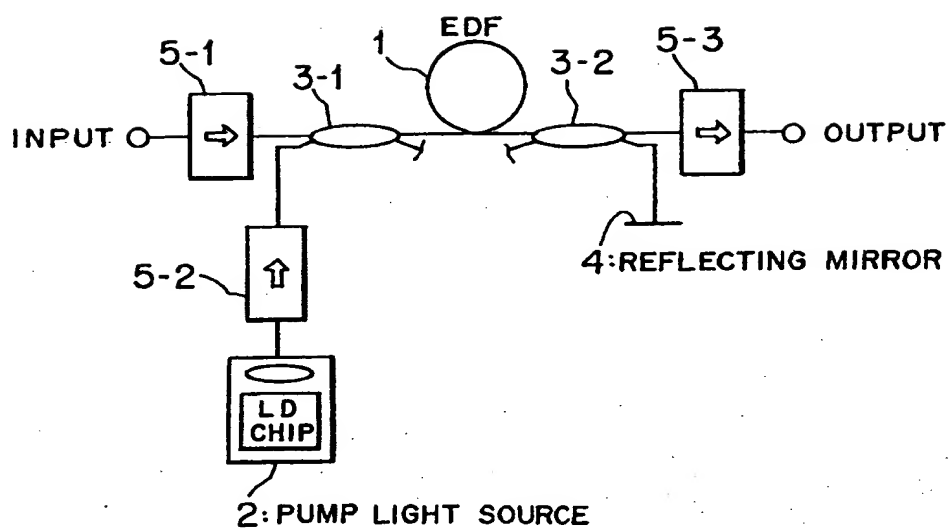 EDF
1
5-1
3-1
3-2
5-3
INPUT
OUTPUT
5-2
4:REFLECTING MIRROR
LD
CHIP
2:PUMP LIGHT SOURCE